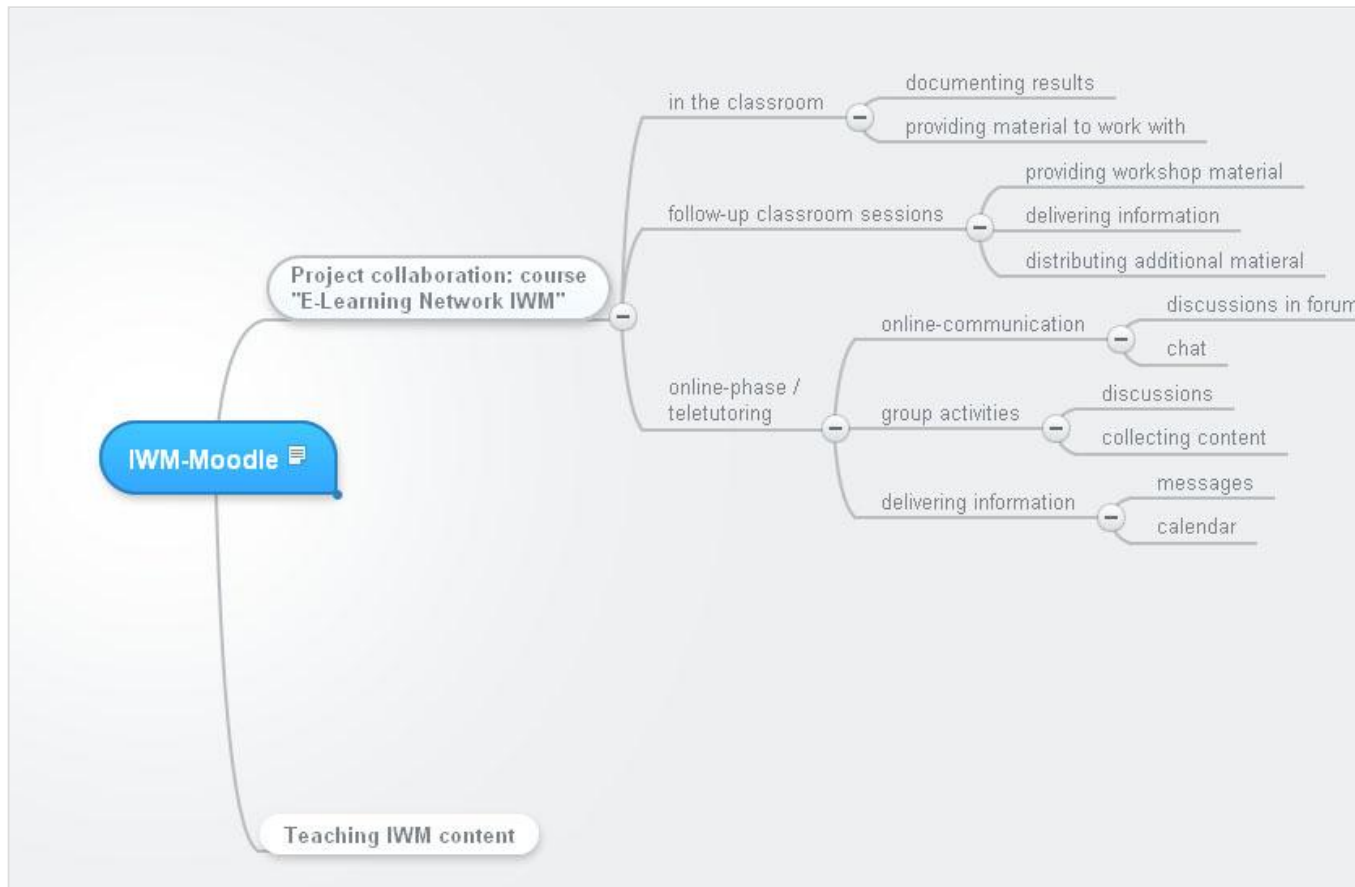 in the classroom
documenting results
providing material to work with
follow-up classroom sessions
providing workshop material
delivering information
distributing additional matieral
Project collaboration: course
"E-Learning Network IWM"
online-phase /
teletutoring
online-communication
discussions in forum
chat
group activities
discussions
collecting content
delivering information
messages
calendar
IWM-Moodle
Teaching IWM content